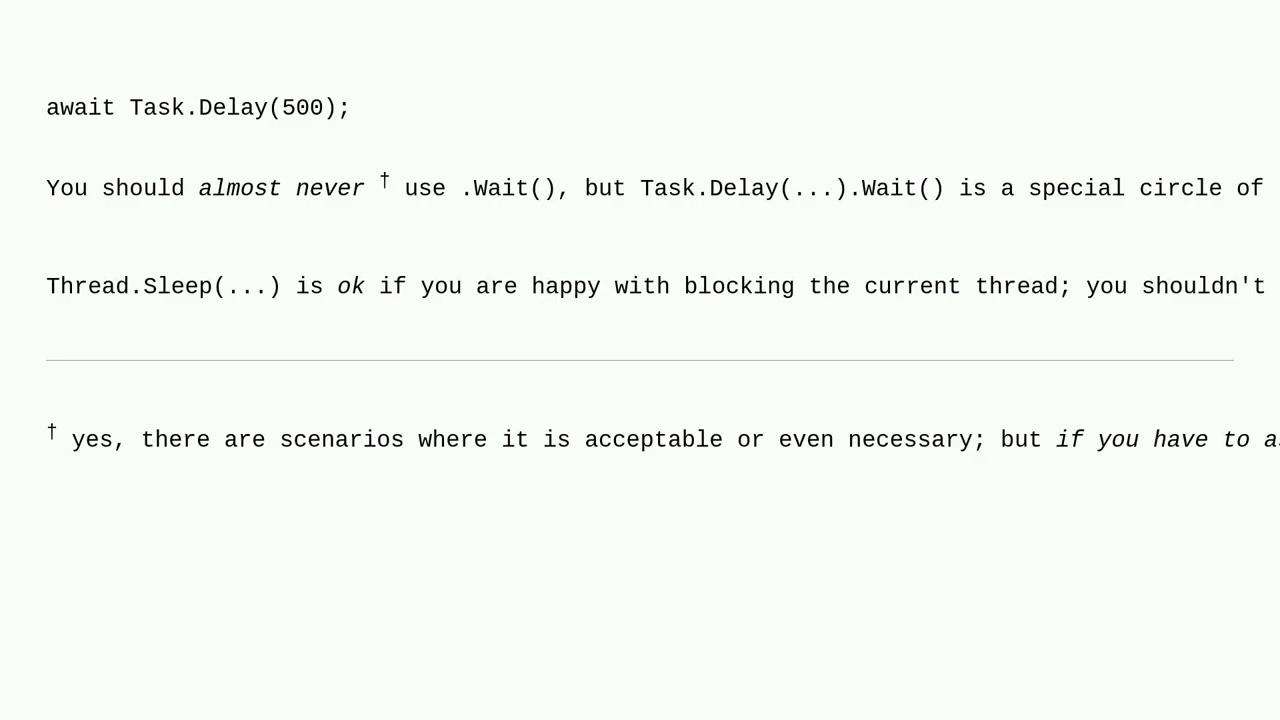 await Task.Delay(500);
You should almost never † use .Wait(), but Task.Delay(...).Wait() is a special circle of
Thread.Sleep(...) is ok if you are happy with blocking the current thread; you shouldn't
† yes, there are scenarios where it is acceptable or even necessary; but if you have to